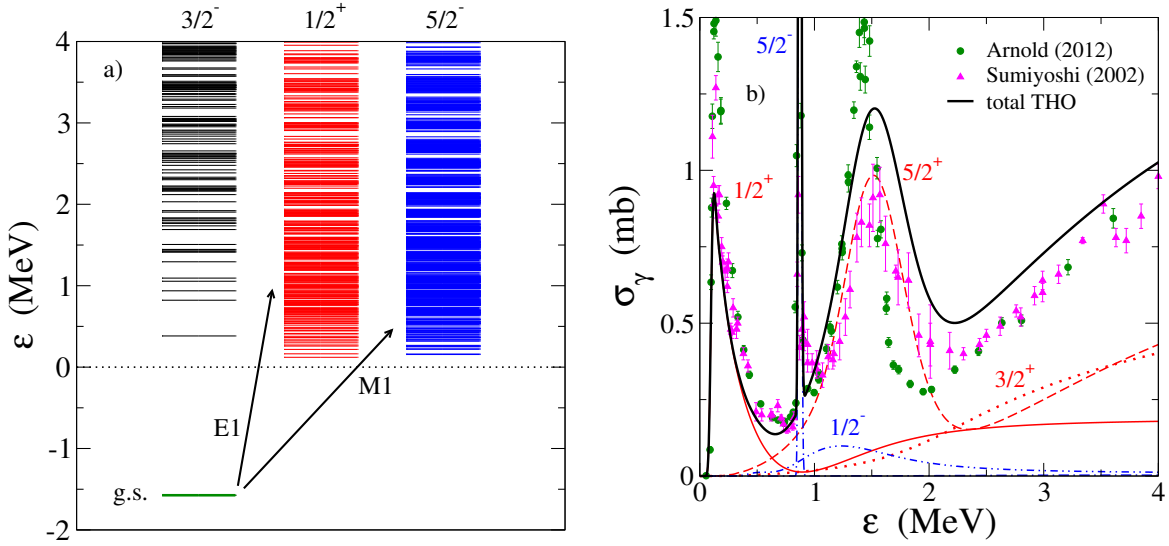 3/2⁻ 1/2⁺ 5/2⁻
a)
4
3
2
1
0
-1
-2
ε (MeV)
E1
M1
g.s.
b)
5/2⁻
Arnold (2012)
Sumiyoshi (2002)
total THO
1/2⁺
5/2⁺
3/2⁺
1/2⁻
1.5
1
0.5
0
σγ (mb)
0 1 2 3 4
ε (MeV)